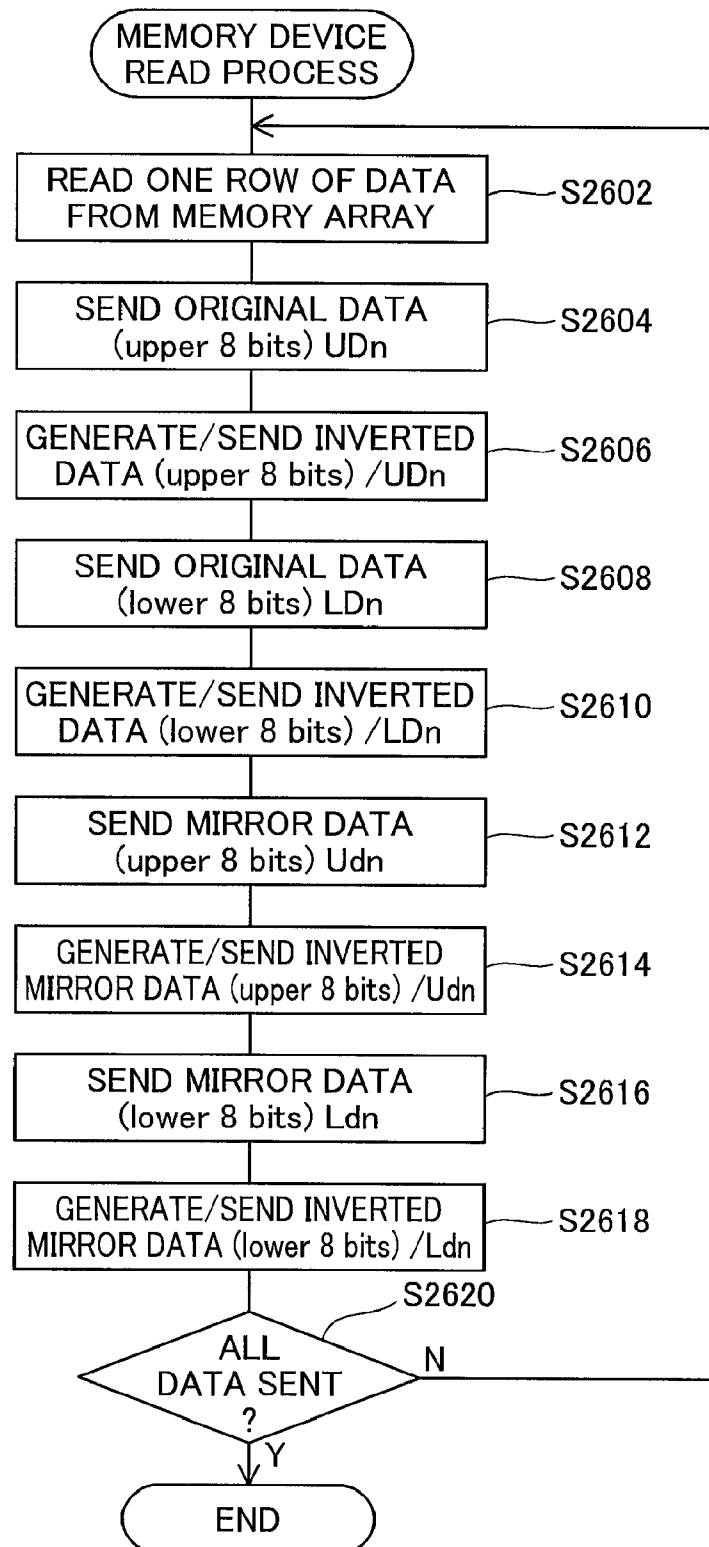 MEMORY DEVICE
READ PROCESS
READ ONE ROW OF DATA
FROM MEMORY ARRAY
S2602
SEND ORIGINAL DATA
(upper 8 bits) UDn
S2604
GENERATE/SEND INVERTED
DATA (upper 8 bits) /UDn
S2606
SEND ORIGINAL DATA
(lower 8 bits) LDn
S2608
GENERATE/SEND INVERTED
DATA (lower 8 bits) /LDn
S2610
SEND MIRROR DATA
(upper 8 bits) Udn
S2612
GENERATE/SEND INVERTED
MIRROR DATA (upper 8 bits) /Udn
S2614
SEND MIRROR DATA
(lower 8 bits) Ldn
S2616
GENERATE/SEND INVERTED
MIRROR DATA (lower 8 bits) /Ldn
S2618
S2620
ALL
DATA SENT
?
N
Y
END